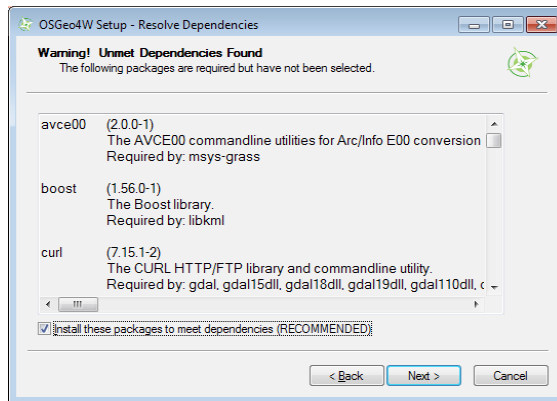 OSGeo4W Setup - Resolve Dependencies
Warning! Unmet Dependencies Found
The following packages are required but have not been selected.
avce00 (2.0.0-1)
The AVCE00 commandline utilities for Arc/Info E00 conversion
Required by: msys-grass
boost (1.56.0-1)
The Boost library.
Required by: libkml
curl (7.15.1-2)
The CURL HTTP/FTP library and commandline utility.
Required by: gdal, gdal15dll, gdal18dll, gdal19dll, gdal110dll, c
Install these packages to meet dependencies (RECOMMENDED)
< Back Next > Cancel